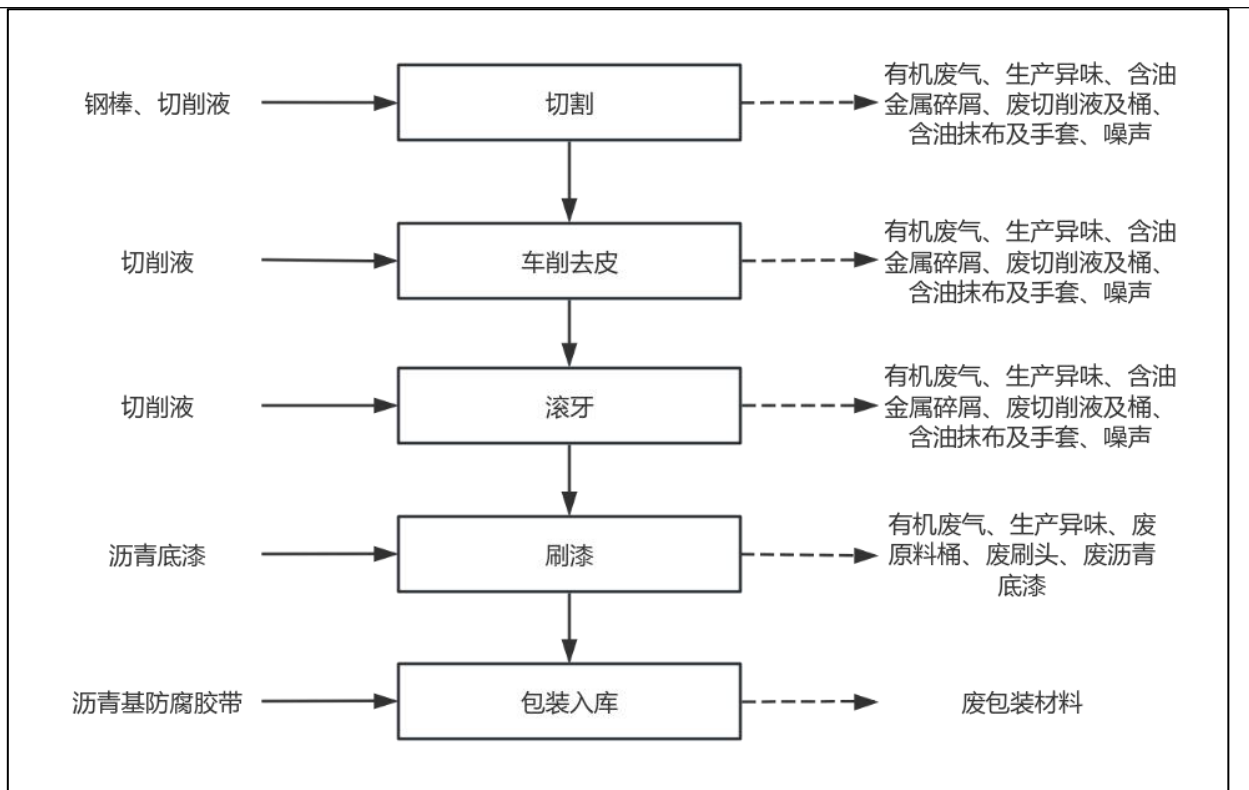 钢棒、切削液
切割
有机废气、生产异味、含油
金属碎屑、废切削液及桶、
含油抹布及手套、噪声
切削液
车削去皮
有机废气、生产异味、含油
金属碎屑、废切削液及桶、
含油抹布及手套、噪声
切削液
滚牙
有机废气、生产异味、含油
金属碎屑、废切削液及桶、
含油抹布及手套、噪声
沥青底漆
刷漆
有机废气、生产异味、废
原料桶、废刷头、废沥青
底漆
沥青基防腐胶带
包装入库
废包装材料